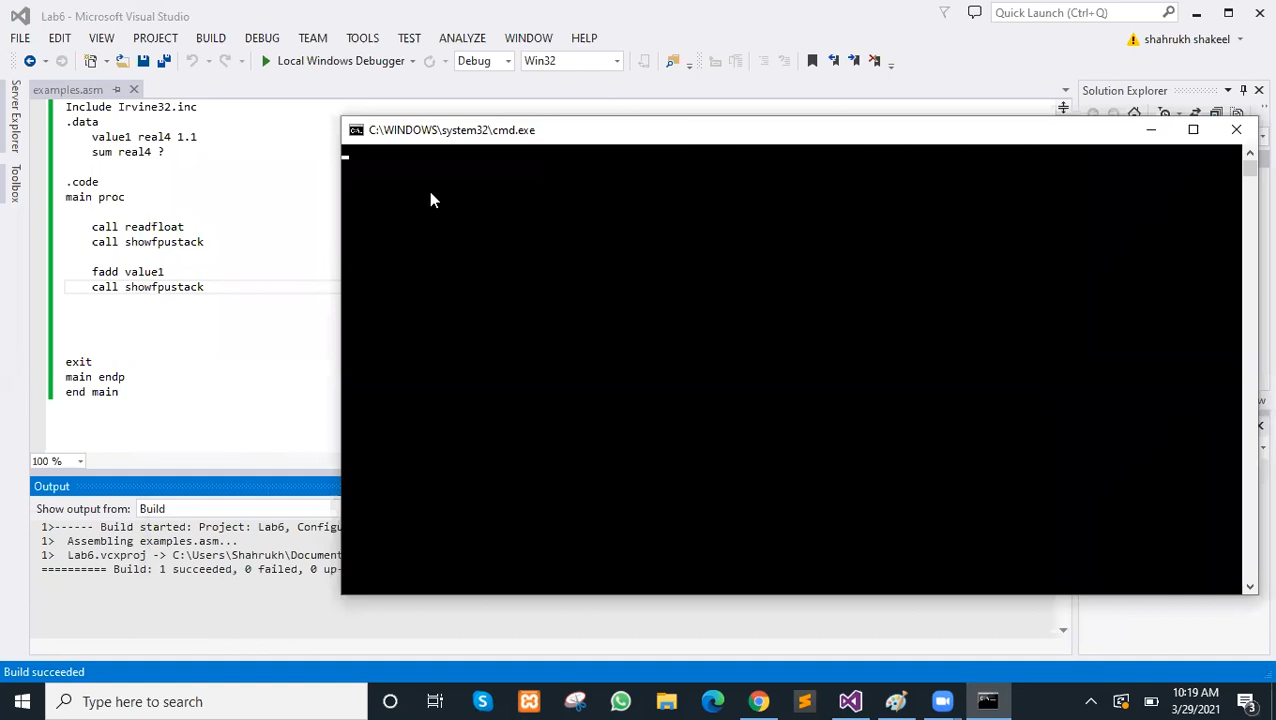 Lab6 - Microsoft Visual Studio
Quick Launch (Ctrl+Q)
FILE EDIT VIEW PROJECT BUILD DEBUG TEAM TOOLS TEST ANALYZE WINDOW HELP
shahrukh shakeel
Local Windows Debugger
Debug
Win32
Server Explorer
Toolbox
examples.asm
Solution Explorer
Include Irvine32.inc
.data
value1 real4 1.1
sum real4 ?
.code
main proc
call readfloat
call showfpustack
fadd value1
call showfpustack
exit
main endp
end main
C:\WINDOWS\system32\cmd.exe
100 %
Output
Show output from: Build
1>------ Build started: Project: Lab6, Configu
1> Assembling examples.asm...
1> Lab6.vcxproj -> C:\Users\Shahrukh\Document
========== Build: 1 succeeded, 0 failed, 0 up-
Build succeeded
Type here to search
10:19 AM
3/29/2021
3